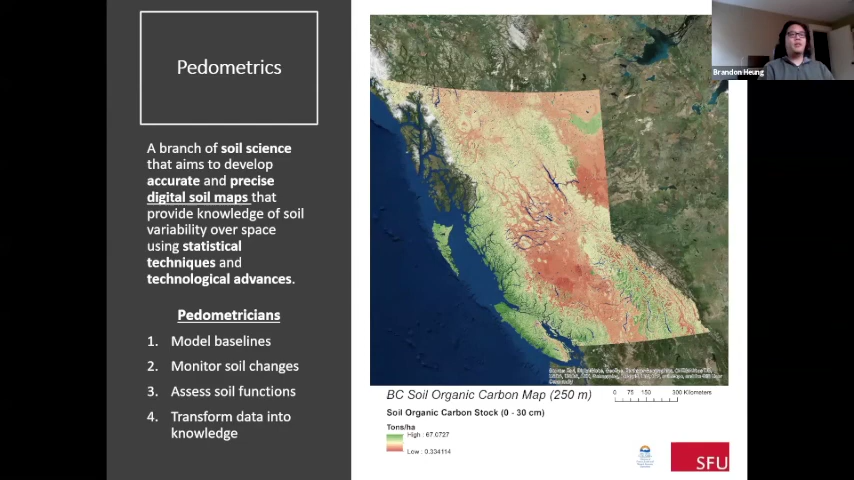 Pedometrics
A branch of soil science
that aims to develop
accurate and precise
digital soil maps that
provide knowledge of soil
variability over space
using statistical
techniques and
technological advances.
Pedometricians
1. Model baselines
2. Monitor soil changes
3. Assess soil functions
4. Transform data into
knowledge
Brandon Heung
BC Soil Organic Carbon Map (250 m)
0 75 150 300 Kilometers
Soil Organic Carbon Stock (0 - 30 cm)
Tons/ha
High : 67.0727
Low : 0.334114
SFU